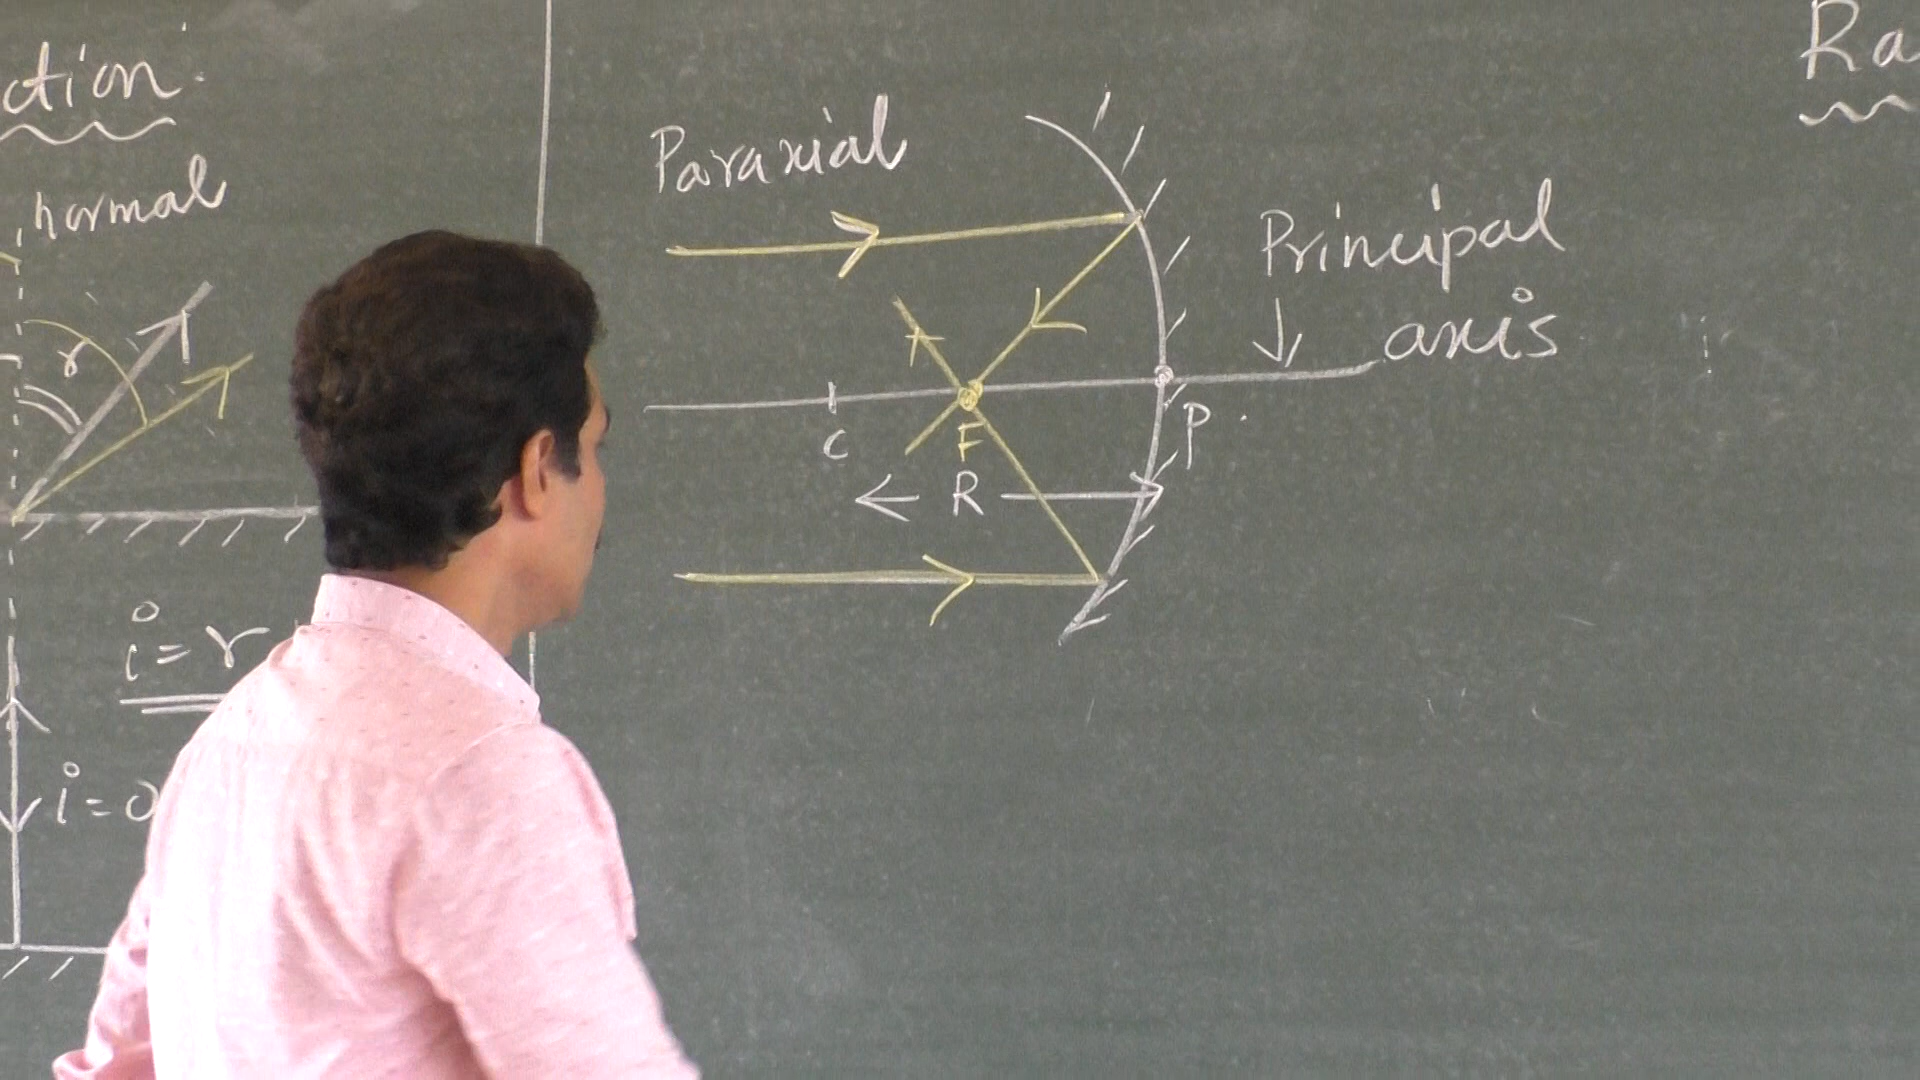 ction
normal
r
i = r
i = 0
Paraxial
Principal
axis
C
F
P
R
Ra